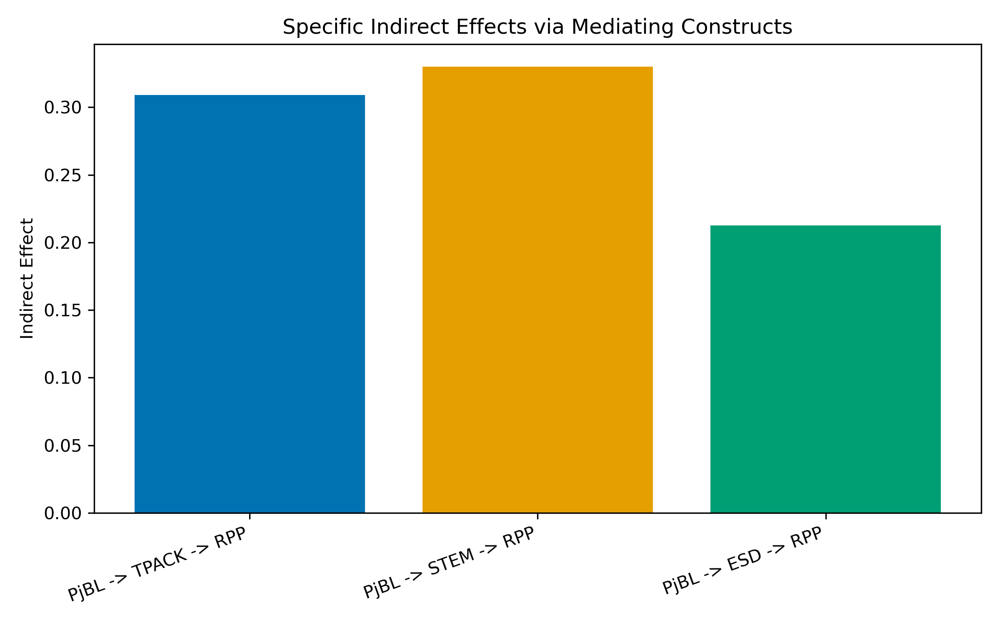 Specific Indirect Effects via Mediating Constructs
Indirect Effect
0.30
0.25
0.20
0.15
0.10
0.05
0.00
PjBL -> TPACK -> RPP
PjBL -> STEM -> RPP
PjBL -> ESD -> RPP